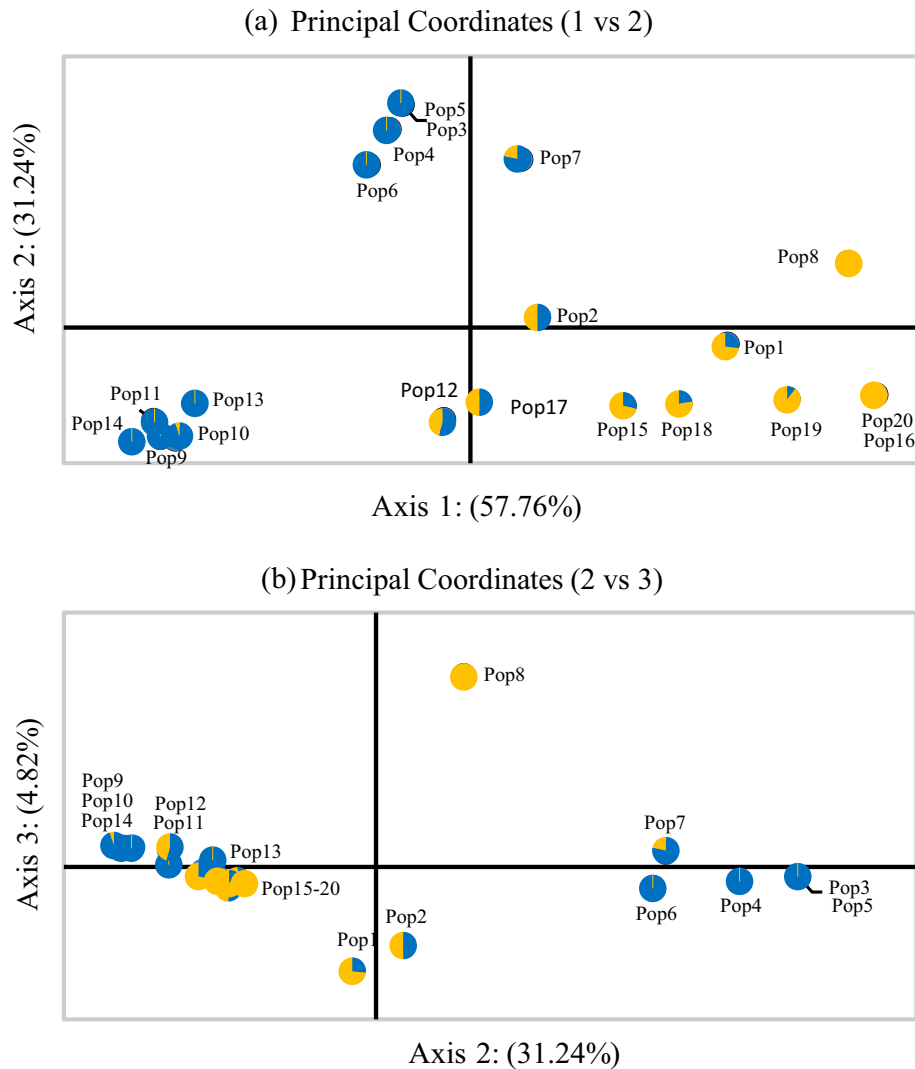 (a) Principal Coordinates (1 vs 2)
Axis 2: (31.24%)
Pop5
Pop3
Pop4
Pop6
Pop7
Pop8
Pop2
Pop1
Pop11
Pop13
Pop14
Pop10
Pop9
Pop12
Pop17
Pop15
Pop18
Pop19
Pop20
Pop16
Axis 1: (57.76%)
(b) Principal Coordinates (2 vs 3)
Axis 3: (4.82%)
Pop8
Pop9
Pop10
Pop14
Pop12
Pop11
Pop13
Pop15-20
Pop7
Pop6
Pop4
Pop3
Pop5
Pop2
Pop1
Axis 2: (31.24%)